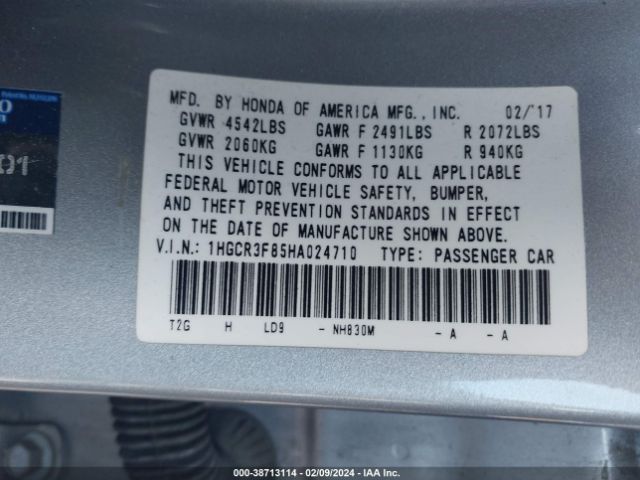 MFD. BY HONDA OF AMERICA MFG., INC. 02/'17
GVWR 4542LBS GAWR F 2491LBS R 2072LBS
GVWR 2060KG GAWR F 1130KG R 940KG
THIS VEHICLE CONFORMS TO ALL APPLICABLE
FEDERAL MOTOR VEHICLE SAFETY, BUMPER,
AND THEFT PREVENTION STANDARDS IN EFFECT
ON THE DATE OF MANUFACTURE SHOWN ABOVE.
V.I.N.: 1HGCR3F85HA024710 TYPE: PASSENGER CAR
T2G H LD9 - NH830M - A - A
01
000-38713114 - 02/09/2024 - IAA Inc.